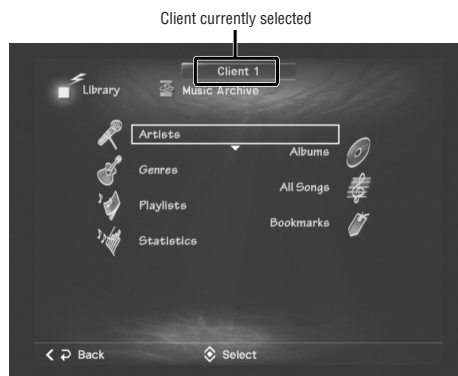 Client currently selected
Client 1
Library
Music Archive
Artists
Albums
Genres
All Songs
Playlists
Bookmarks
Statistics
Back
Select